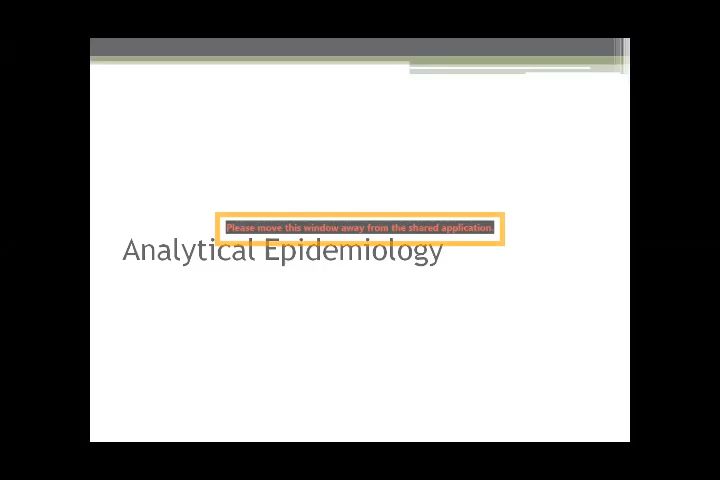 Please move this window away from the shared application.
Analytical Epidemiology